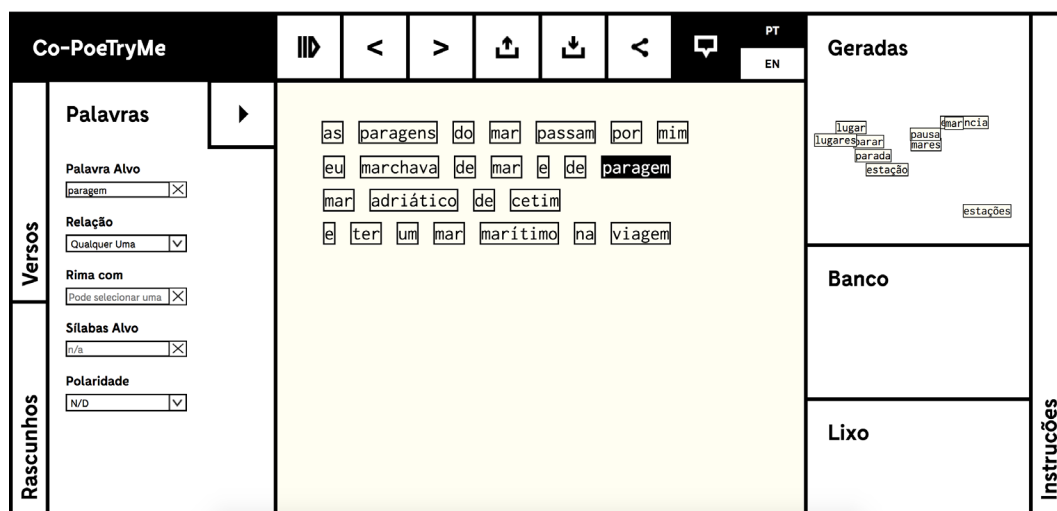 Co-PoeTryMe
PT
EN
Versos
Rascunhos
Palavras
Palavra Alvo
paragem
Relação
Qualquer Uma
Rima com
Pode selecionar uma
Sílabas Alvo
n/a
Polaridade
N/D
as paragens do mar passam por mim
eu marchava de mar e de paragem
mar adriático de cetim
e ter um mar marítimo na viagem
Geradas
mar
lugar
pausa
lugares parar
mares
parada
estação
estações
Banco
Lixo
Instruções